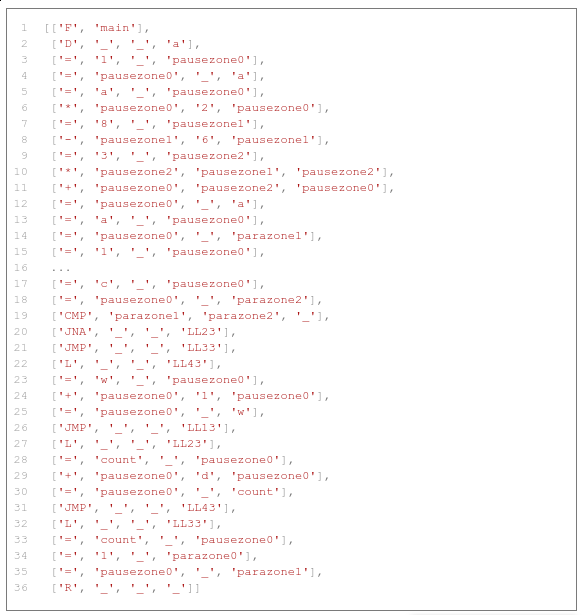 1 [['F', 'main'],
2 ['D', '_', '_', 'a'],
3 ['=', '1', '_', 'pausezone0'],
4 ['=', 'pausezone0', '_', 'a'],
5 ['=', 'a', '_', 'pausezone0'],
6 ['*', 'pausezone0', '2', 'pausezone0'],
7 ['=', '8', '_', 'pausezone1'],
8 ['-', 'pausezone1', '6', 'pausezone1'],
9 ['=', '3', '_', 'pausezone2'],
10 ['*', 'pausezone2', 'pausezone1', 'pausezone2'],
11 ['+', 'pausezone0', 'pausezone2', 'pausezone0'],
12 ['=', 'pausezone0', '_', 'a'],
13 ['=', 'a', '_', 'pausezone0'],
14 ['=', 'pausezone0', '_', 'parazone1'],
15 ['=', '1', '_', 'pausezone0'],
16 ...
17 ['=', 'c', '_', 'pausezone0'],
18 ['=', 'pausezone0', '_', 'parazone2'],
19 ['CMP', 'parazone1', 'parazone2', '_'],
20 ['JNA', '_', '_', 'LL23'],
21 ['JMP', '_', '_', 'LL33'],
22 ['L', '_', '_', 'LL43'],
23 ['=', 'w', '_', 'pausezone0'],
24 ['+', 'pausezone0', '1', 'pausezone0'],
25 ['=', 'pausezone0', '_', 'w'],
26 ['JMP', '_', '_', 'LL13'],
27 ['L', '_', '_', 'LL23'],
28 ['=', 'count', '_', 'pausezone0'],
29 ['+', 'pausezone0', 'd', 'pausezone0'],
30 ['=', 'pausezone0', '_', 'count'],
31 ['JMP', '_', '_', 'LL43'],
32 ['L', '_', '_', 'LL33'],
33 ['=', 'count', '_', 'pausezone0'],
34 ['=', '1', '_', 'parazone0'],
35 ['=', 'pausezone0', '_', 'parazone1'],
36 ['R', '_', '_', '_']]